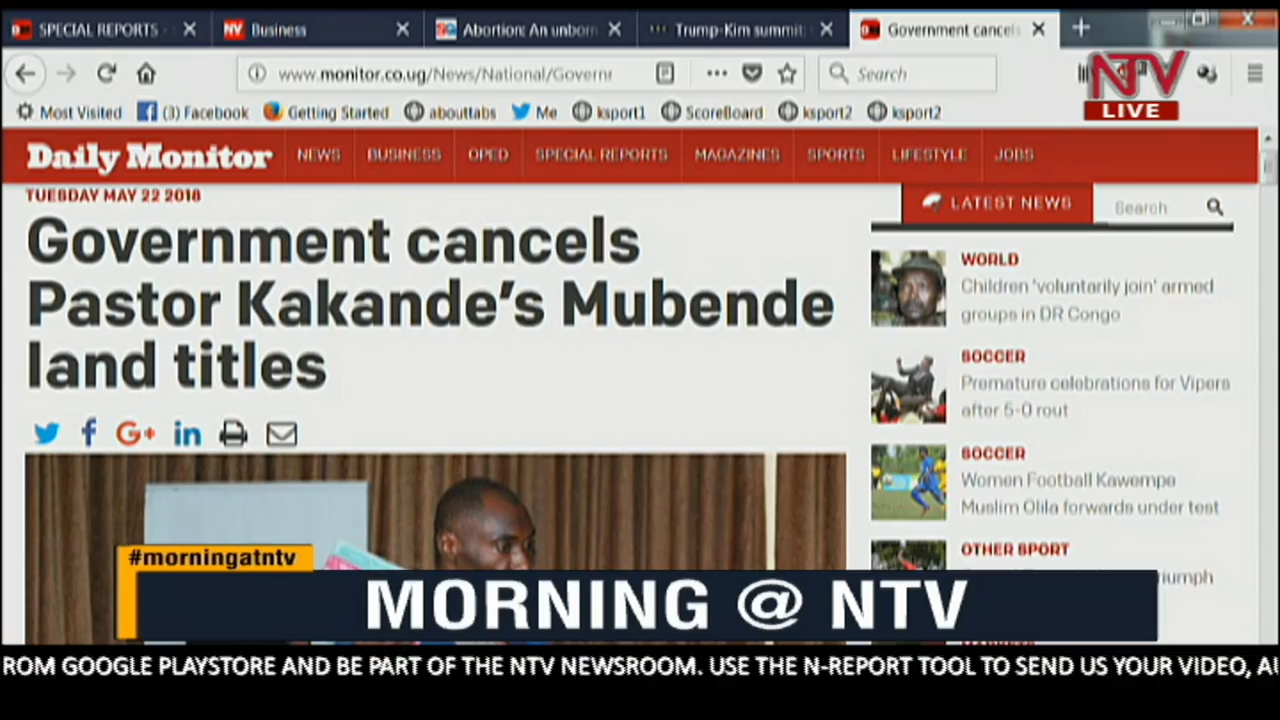 SPECIAL REPORTS
NV Business
Abortion: An unborn
Trump-Kim summit
Government cancels
www.monitor.co.ug/News/National/Governr
Search
NTV
LIVE
Most Visited
(3) Facebook
Getting Started
abouttabs
Me
ksport1
ScoreBoard
ksport2
ksport2
Daily Monitor
NEWS
BUSINESS
OPED
SPECIAL REPORTS
MAGAZINES
SPORTS
LIFESTYLE
JOBS
TUESDAY MAY 22 2018
Government cancels
Pastor Kakande's Mubende
land titles
G+
in
LATEST NEWS
Search
WORLD
Children 'voluntarily join' armed
groups in DR Congo
SOCCER
Premature celebrations for Vipers
after 5-0 rout
SOCCER
Women Football Kawempe
Muslim Olila forwards under test
OTHER SPORT
riumph
#morningatntv
MORNING @ NTV
ROM GOOGLE PLAYSTORE AND BE PART OF THE NTV NEWSROOM. USE THE N-REPORT TOOL TO SEND US YOUR VIDEO, AU